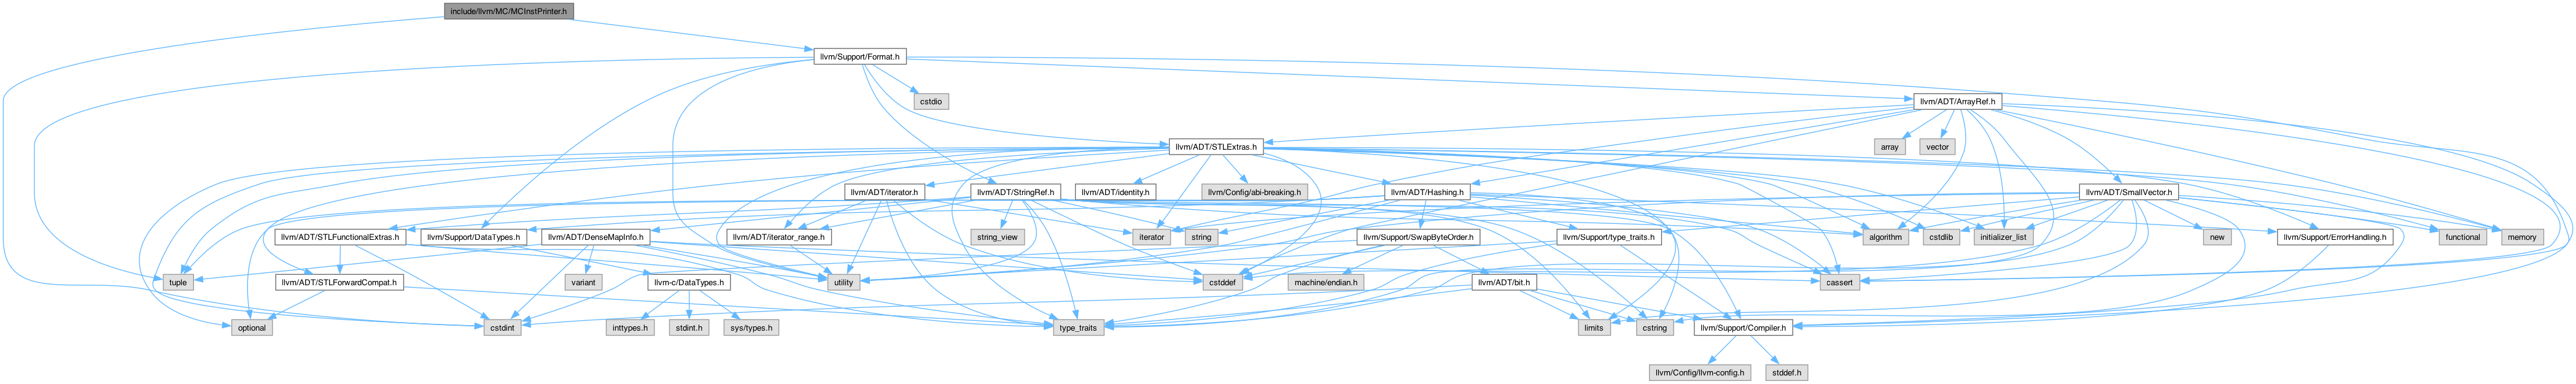 include/llvm/MC/MCInstPrinter.h
llvm/Support/Format.h
cstdio
llvm/ADT/ArrayRef.h
llvm/ADT/STLExtras.h
array
vector
llvm/ADT/iterator.h
llvm/ADT/StringRef.h
llvm/ADT/identity.h
llvm/Config/abi-breaking.h
llvm/ADT/Hashing.h
llvm/ADT/SmallVector.h
llvm/ADT/STLFunctionalExtras.h
llvm/Support/DataTypes.h
llvm/ADT/DenseMapInfo.h
llvm/ADT/iterator_range.h
string_view
iterator
string
llvm/Support/SwapByteOrder.h
llvm/Support/type_traits.h
algorithm
cstdlib
initializer_list
new
llvm/Support/ErrorHandling.h
functional
memory
tuple
llvm/ADT/STLForwardCompat.h
variant
llvm-c/DataTypes.h
utility
cstddef
machine/endian.h
llvm/ADT/bit.h
cassert
optional
cstdint
inttypes.h
stdint.h
sys/types.h
type_traits
limits
cstring
llvm/Support/Compiler.h
llvm/Config/llvm-config.h
stddef.h